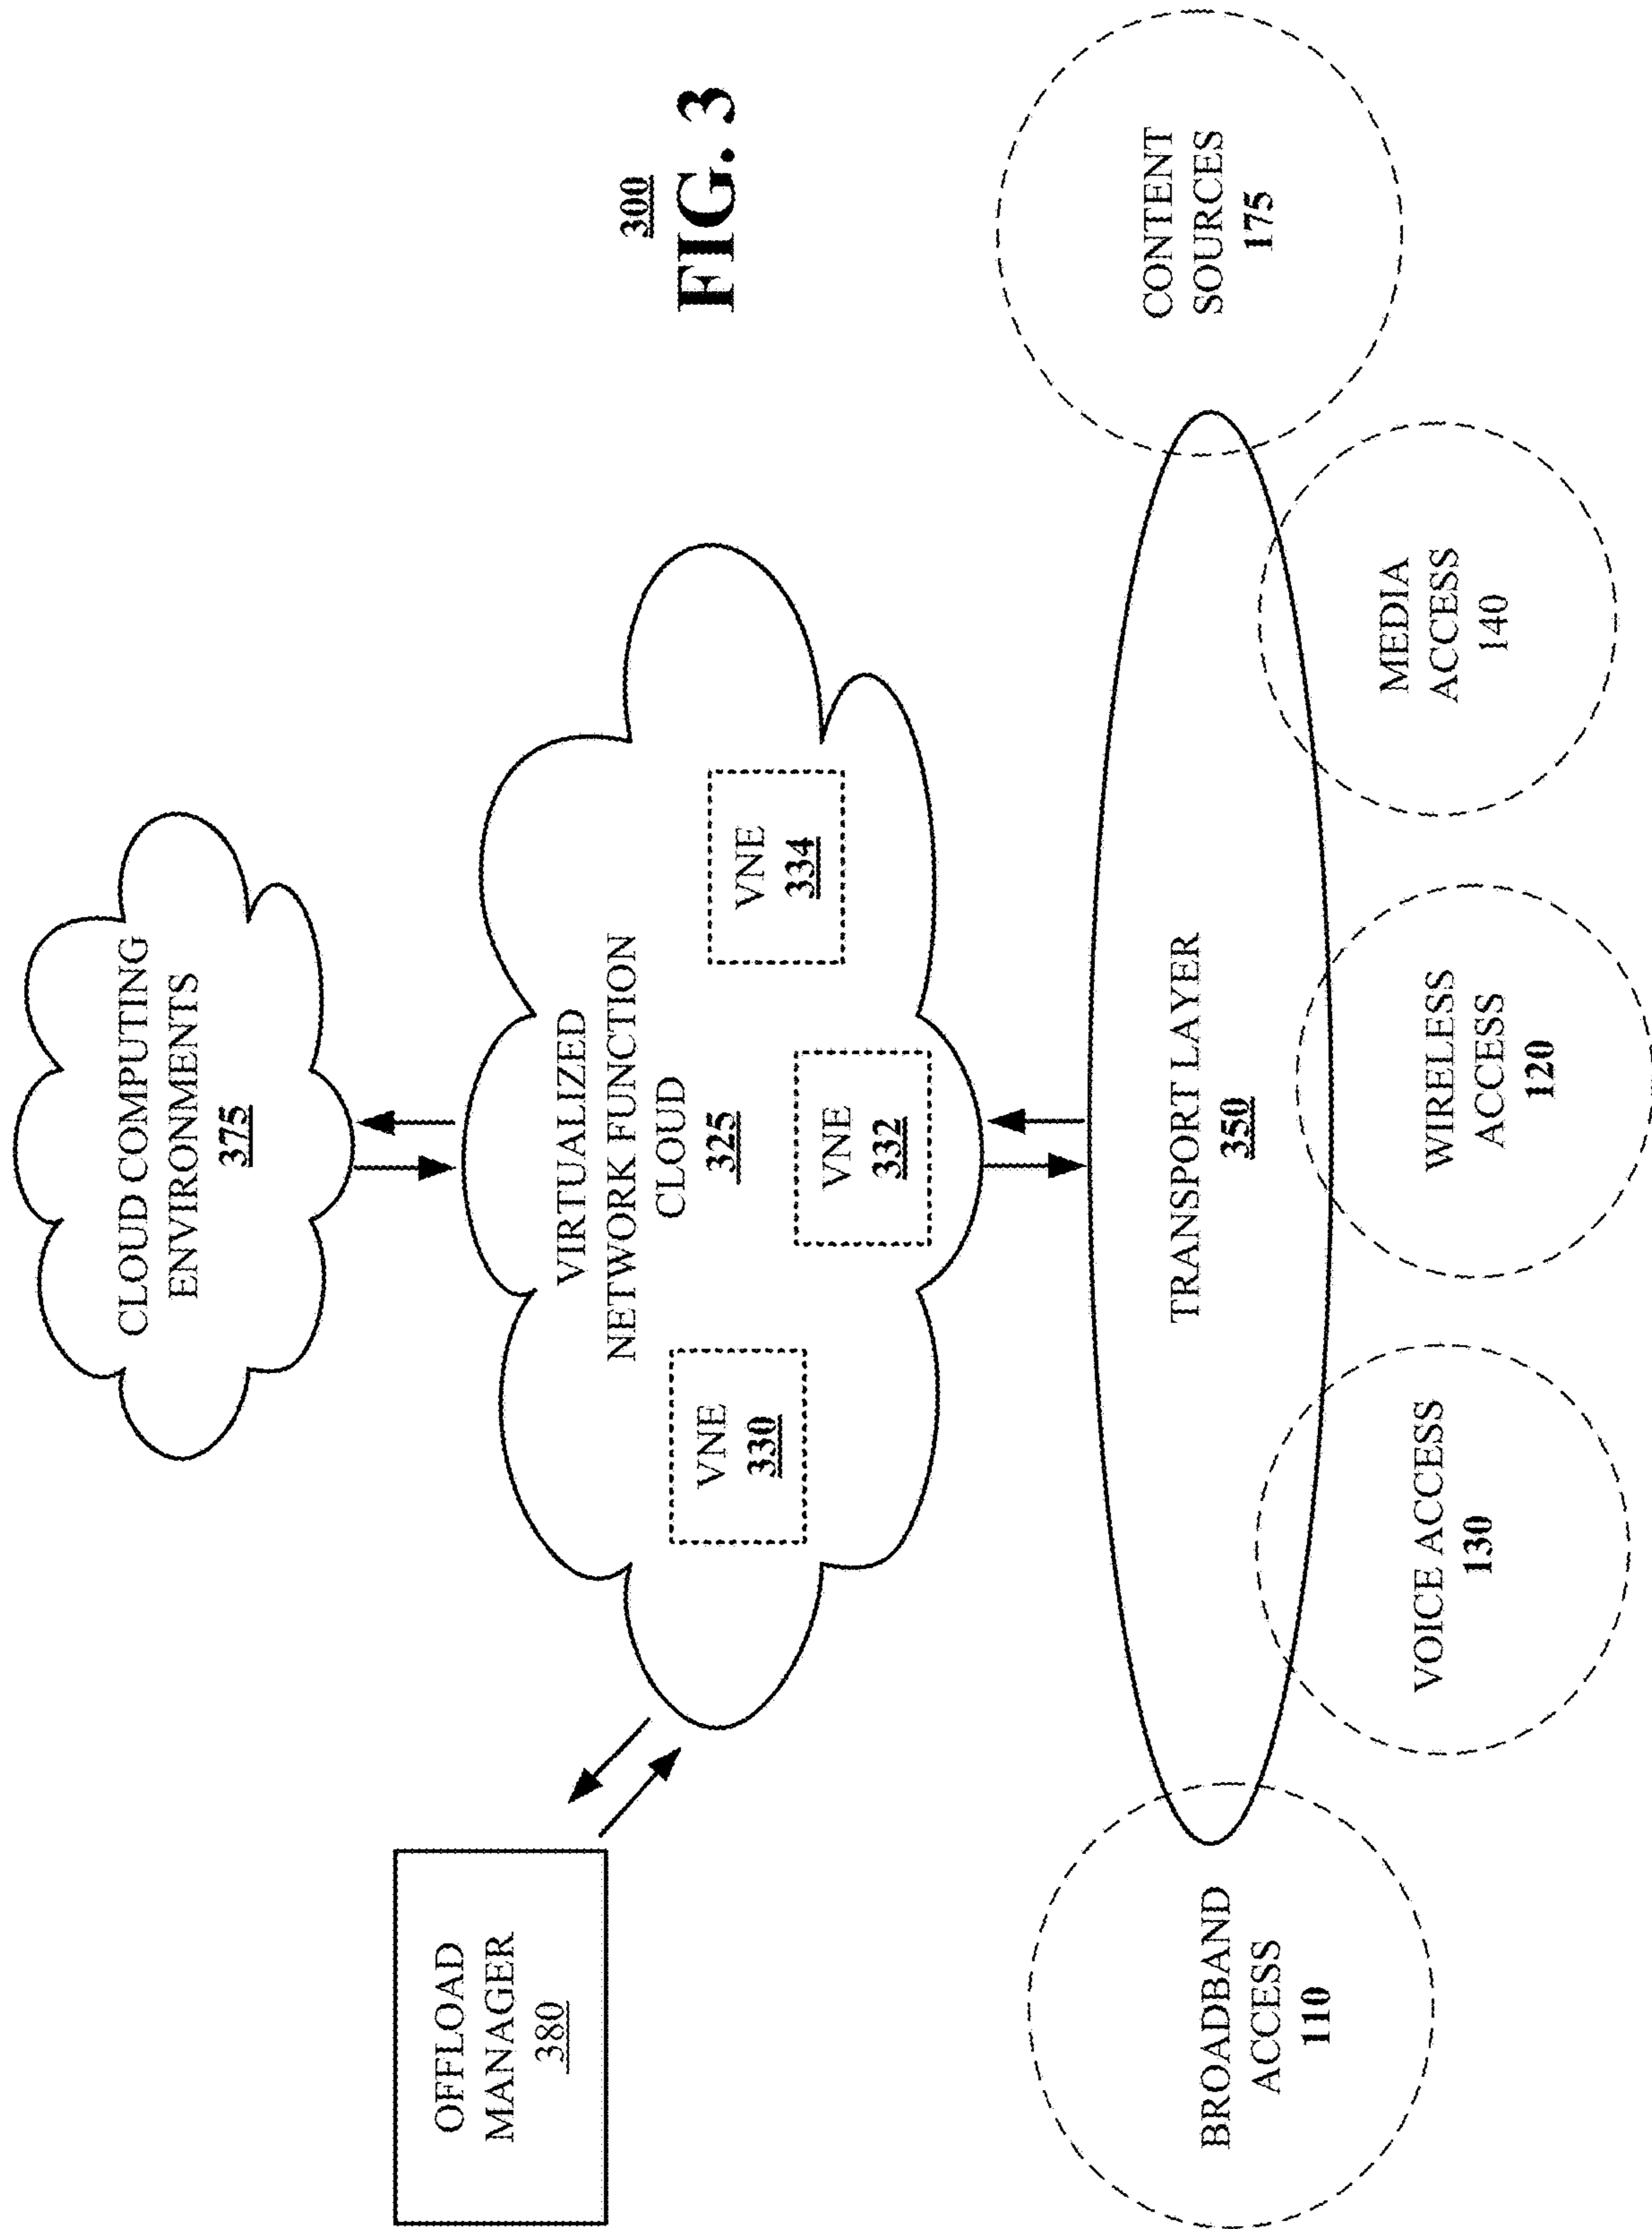 CLOUD COMPUTING
ENVIRONMENTS
375
OFFLOAD
MANAGER
380
VIRTUALIZED
NETWORK FUNCTION
CLOUD
325
VNE
330
VNE
332
VNE
334
300
FIG. 3
TRANSPORT LAYER
350
BROADBAND
ACCESS
110
VOICE ACCESS
130
WIRELESS
ACCESS
120
MEDIA
ACCESS
140
CONTENT
SOURCES
175